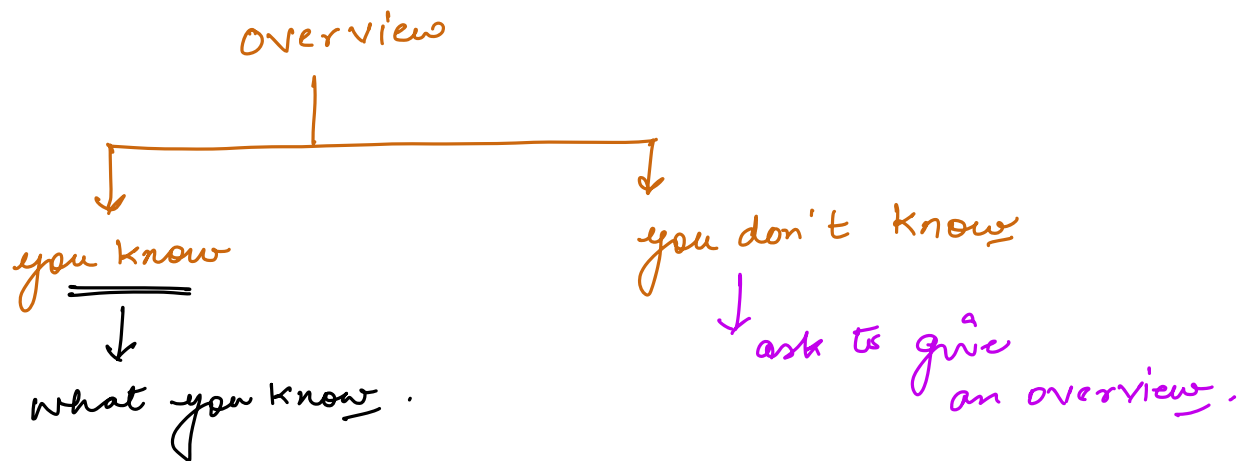 overview
you know
you don't know
what you know.
ask to give
an overview.